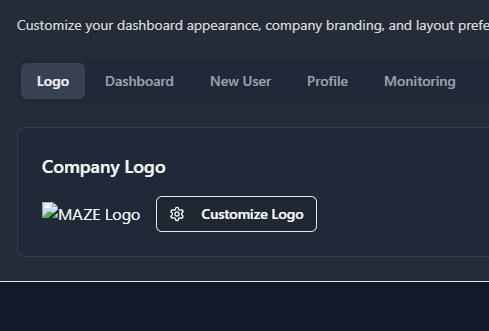 Customize your dashboard appearance, company branding, and layout
Logo Dashboard New User Profile Monitoring
Company Logo
MAZE Logo
Customize Logo